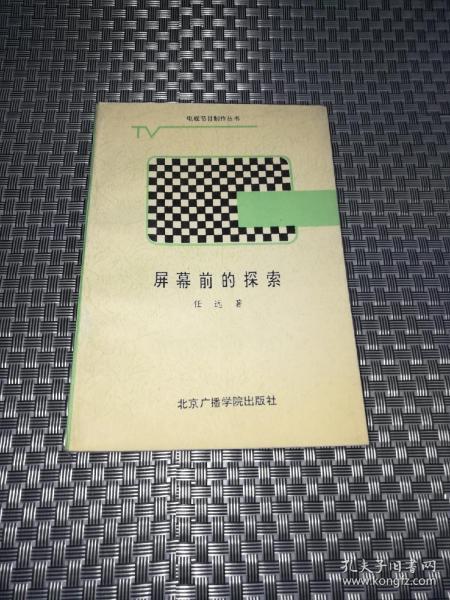 电视节目制作丛书
TV
屏幕前的探索
任远著
北京广播学院出版社
孔夫子旧书网
www.kongfz.com